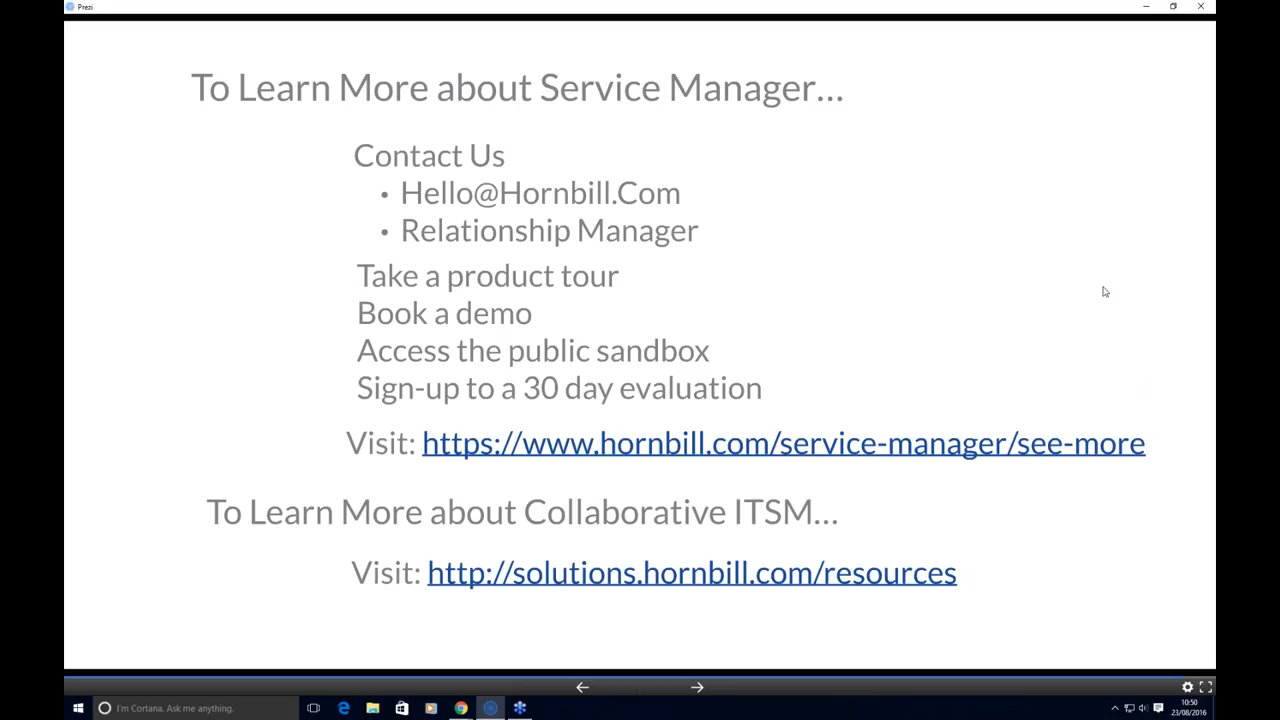 Prezi
To Learn More about Service Manager...
Contact Us
• Hello@Hornbill.Com
• Relationship Manager
Take a product tour
Book a demo
Access the public sandbox
Sign-up to a 30 day evaluation
Visit: https://www.hornbill.com/service-manager/see-more
To Learn More about Collaborative ITSM...
Visit: http://solutions.hornbill.com/resources
I'm Cortana. Ask me anything.
10:50
23/08/2016